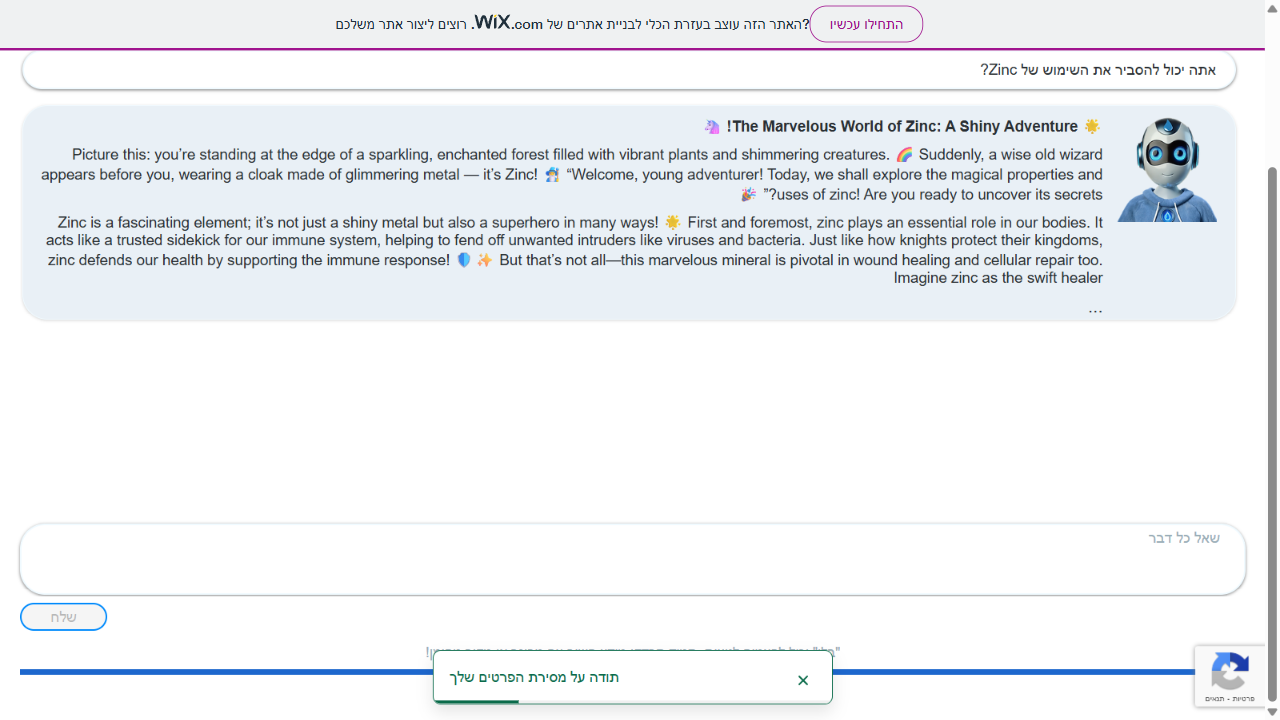 האתר הזה עוצב בעזרת הכלי לבניית אתרים של WiX.com. רוצים ליצור אתר משלכם?
התחילו עכשיו
אתה יכול להסביר את השימוש של Zinc?
🌟 The Marvelous World of Zinc: A Shiny Adventure! 🦄
Picture this: you’re standing at the edge of a sparkling, enchanted forest filled with vibrant plants and shimmering creatures. 🌈 Suddenly, a wise old wizard
appears before you, wearing a cloak made of glimmering metal — it’s Zinc! 🧙 “Welcome, young adventurer! Today, we shall explore the magical properties and
uses of zinc! Are you ready to uncover its secrets?” 🎉
Zinc is a fascinating element; it’s not just a shiny metal but also a superhero in many ways! 🌟 First and foremost, zinc plays an essential role in our bodies. It
acts like a trusted sidekick for our immune system, helping to fend off unwanted intruders like viruses and bacteria. Just like how knights protect their kingdoms,
zinc defends our health by supporting the immune response! 🛡️ ✨ But that’s not all—this marvelous mineral is pivotal in wound healing and cellular repair too.
Imagine zinc as the swift healer
...
שאל כל דבר
שלח
תודה על מסירת הפרטים שלך
פרטיות - תנאים